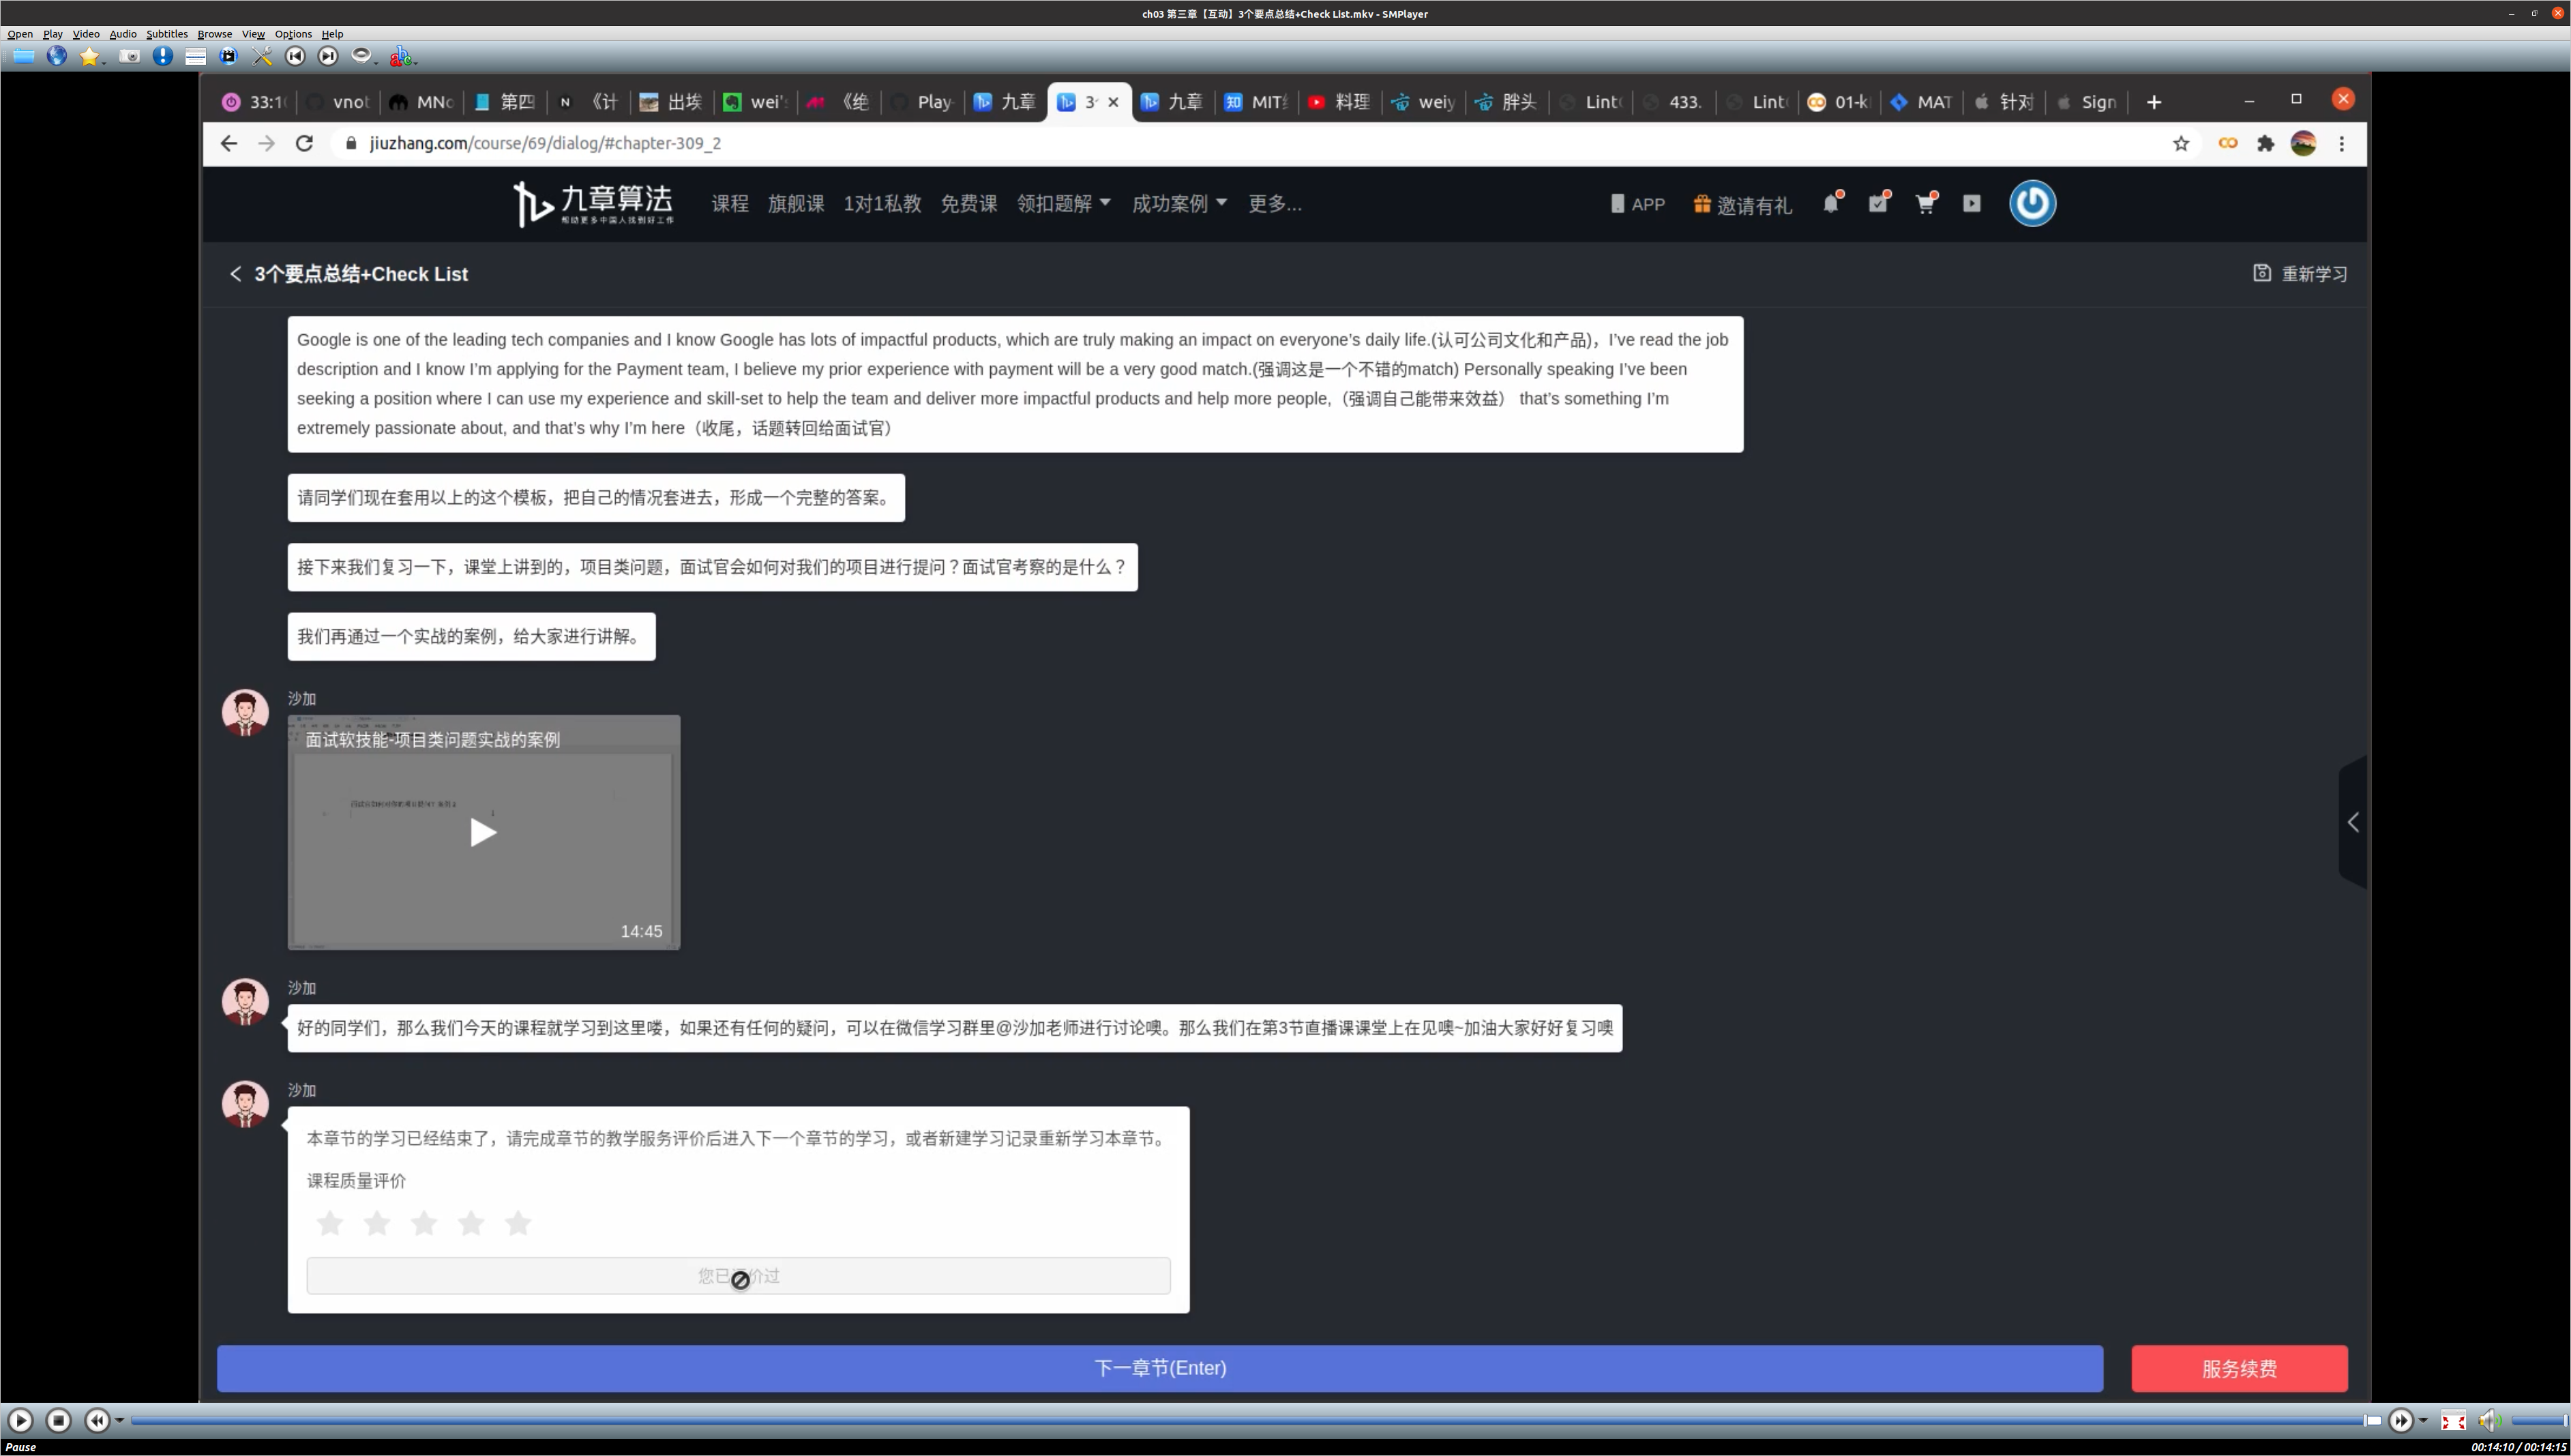 ch03 第三章【互动】3个要点总结+Check List.mkv - SMPlayer
Open Play Video Audio Subtitles Browse View Options Help
33:1 vnot MNo 第四 《计 出埃 wei's 《绝 Play 九章 3 九章 MIT 料理 weiy 胖头 Lint 433. Lint 01-k MAT 针对 Sign
jiuzhang.com/course/69/dialog/#chapter-309_2
九章算法
帮助更多中国人找到好工作
课程 旗舰课 1对1私教 免费课 领扣题解 成功案例 更多... APP 邀请有礼
3个要点总结+Check List 重新学习
Google is one of the leading tech companies and I know Google has lots of impactful products, which are truly making an impact on everyone’s daily life.(认可公司文化和产品)，I’ve read the job
description and I know I’m applying for the Payment team, I believe my prior experience with payment will be a very good match.(强调这是一个不错的match) Personally speaking I’ve been
seeking a position where I can use my experience and skill-set to help the team and deliver more impactful products and help more people,（强调自己能带来效益） that’s something I’m
extremely passionate about, and that’s why I’m here（收尾，话题转回给面试官）
请同学们现在套用以上的这个模板，把自己的情况套进去，形成一个完整的答案。
接下来我们复习一下，课堂上讲到的，项目类问题，面试官会如何对我们的项目进行提问？面试官考察的是什么？
我们再通过一个实战的案例，给大家进行讲解。
沙加
面试软技能-项目类问题实战的案例
14:45
沙加
好的同学们，那么我们今天的课程就学习到这里喽，如果还有任何的疑问，可以在微信学习群里@沙加老师进行讨论噢。那么我们在第3节直播课课堂上在见噢~加油大家好好复习噢
沙加
本章节的学习已经结束了，请完成章节的教学服务评价后进入下一个章节的学习，或者新建学习记录重新学习本章节。
课程质量评价
您已评价过
下一章节(Enter) 服务续费
Pause 00:14:10 / 00:14:15